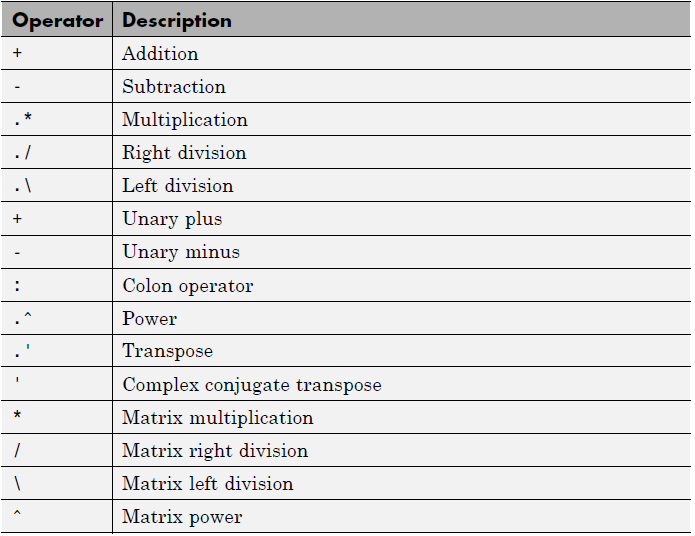 Operator Description
+ Addition
- Subtraction
.* Multiplication
./ Right division
.\ Left division
+ Unary plus
- Unary minus
: Colon operator
.^ Power
.' Transpose
' Complex conjugate transpose
* Matrix multiplication
/ Matrix right division
\ Matrix left division
^ Matrix power